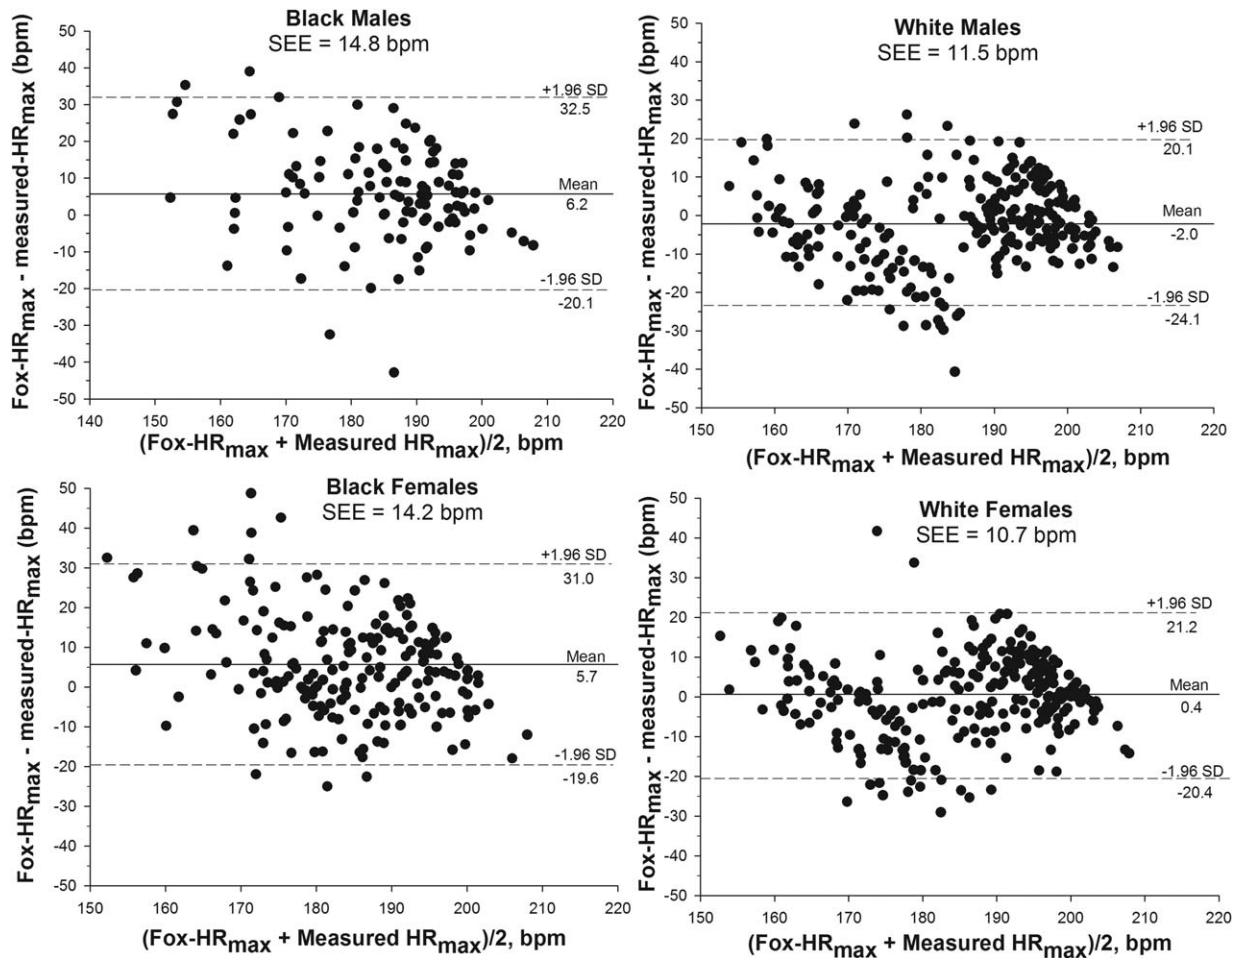 Black Males
SEE = 14.8 bpm
Fox-HRmax - measured-HRmax (bpm)
50
40
30
20
10
0
-10
-20
-30
-40
-50
+1.96 SD
32.5
Mean
6.2
-1.96 SD
-20.1
140 150 160 170 180 190 200 210 220
(Fox-HRmax + Measured HRmax)/2, bpm
White Males
SEE = 11.5 bpm
Fox-HRmax - measured-HRmax (bpm)
50
40
30
20
10
0
-10
-20
-30
-40
-50
+1.96 SD
20.1
Mean
-2.0
-1.96 SD
-24.1
150 160 170 180 190 200 210 220
(Fox-HRmax + Measured HRmax)/2, bpm
Black Females
SEE = 14.2 bpm
Fox-HRmax - measured-HRmax (bpm)
50
40
30
20
10
0
-10
-20
-30
-40
-50
+1.96 SD
31.0
Mean
5.7
-1.96 SD
-19.6
150 160 170 180 190 200 210 220
(Fox-HRmax + Measured HRmax)/2, bpm
White Females
SEE = 10.7 bpm
Fox-HRmax - measured-HRmax (bpm)
50
40
30
20
10
0
-10
-20
-30
-40
-50
+1.96 SD
21.2
Mean
0.4
-1.96 SD
-20.4
150 160 170 180 190 200 210 220
(Fox-HRmax + Measured HRmax)/2, bpm